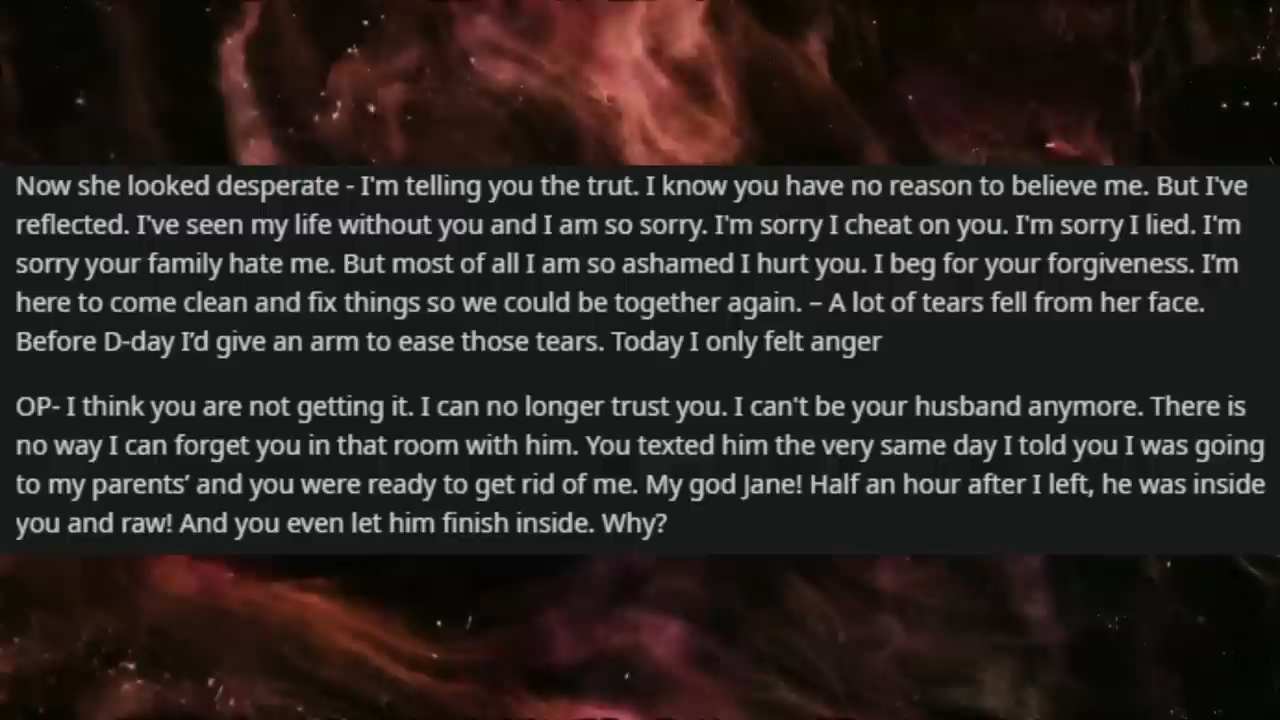 Now she looked desperate - I'm telling you the trut. I know you have no reason to believe me. But I've
reflected. I've seen my life without you and I am so sorry. I'm sorry I cheat on you. I'm sorry I lied. I'm
sorry your family hate me. But most of all I am so ashamed I hurt you. I beg for your forgiveness. I'm
here to come clean and fix things so we could be together again. – A lot of tears fell from her face.
Before D-day I’d give an arm to ease those tears. Today I only felt anger
OP- I think you are not getting it. I can no longer trust you. I can't be your husband anymore. There is
no way I can forget you in that room with him. You texted him the very same day I told you I was going
to my parents’ and you were ready to get rid of me. My god Jane! Half an hour after I left, he was inside
you and raw! And you even let him finish inside. Why?